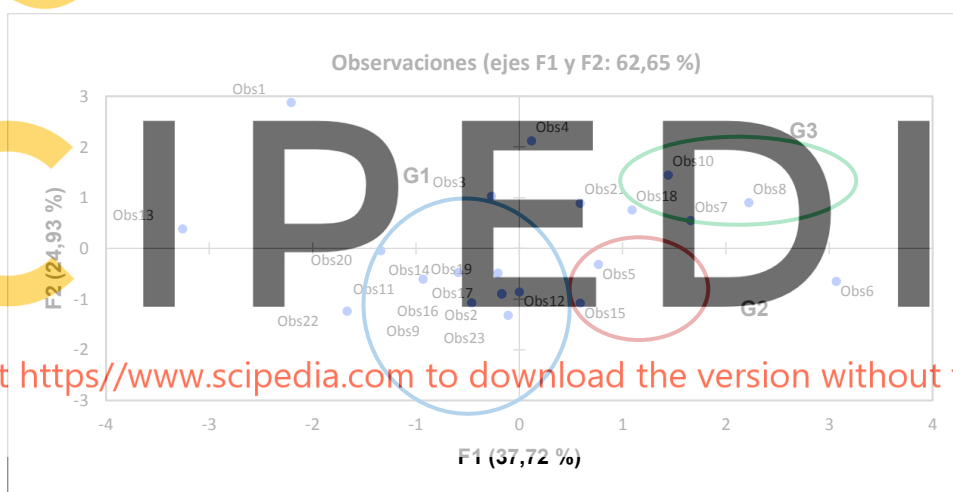 Observaciones (ejes F1 y F2: 62,65 %)
CIPEDI
F2 (24,93 %)
3
2
1
0
-1
-2
-3
Obs1
Obs4
G3
Obs10
G1
Obs3
Obs21
Obs18
Obs8
Obs13
Obs7
Obs20
Obs14
Obs19
Obs5
Obs11
Obs17
Obs6
Obs12
Obs22
Obs16
Obs2
Obs15
G2
Obs9
Obs23
t https//www.scipedia.com to download the version without
-4
-3
-2
-1
0
1
2
3
4
F1 (37,72 %)